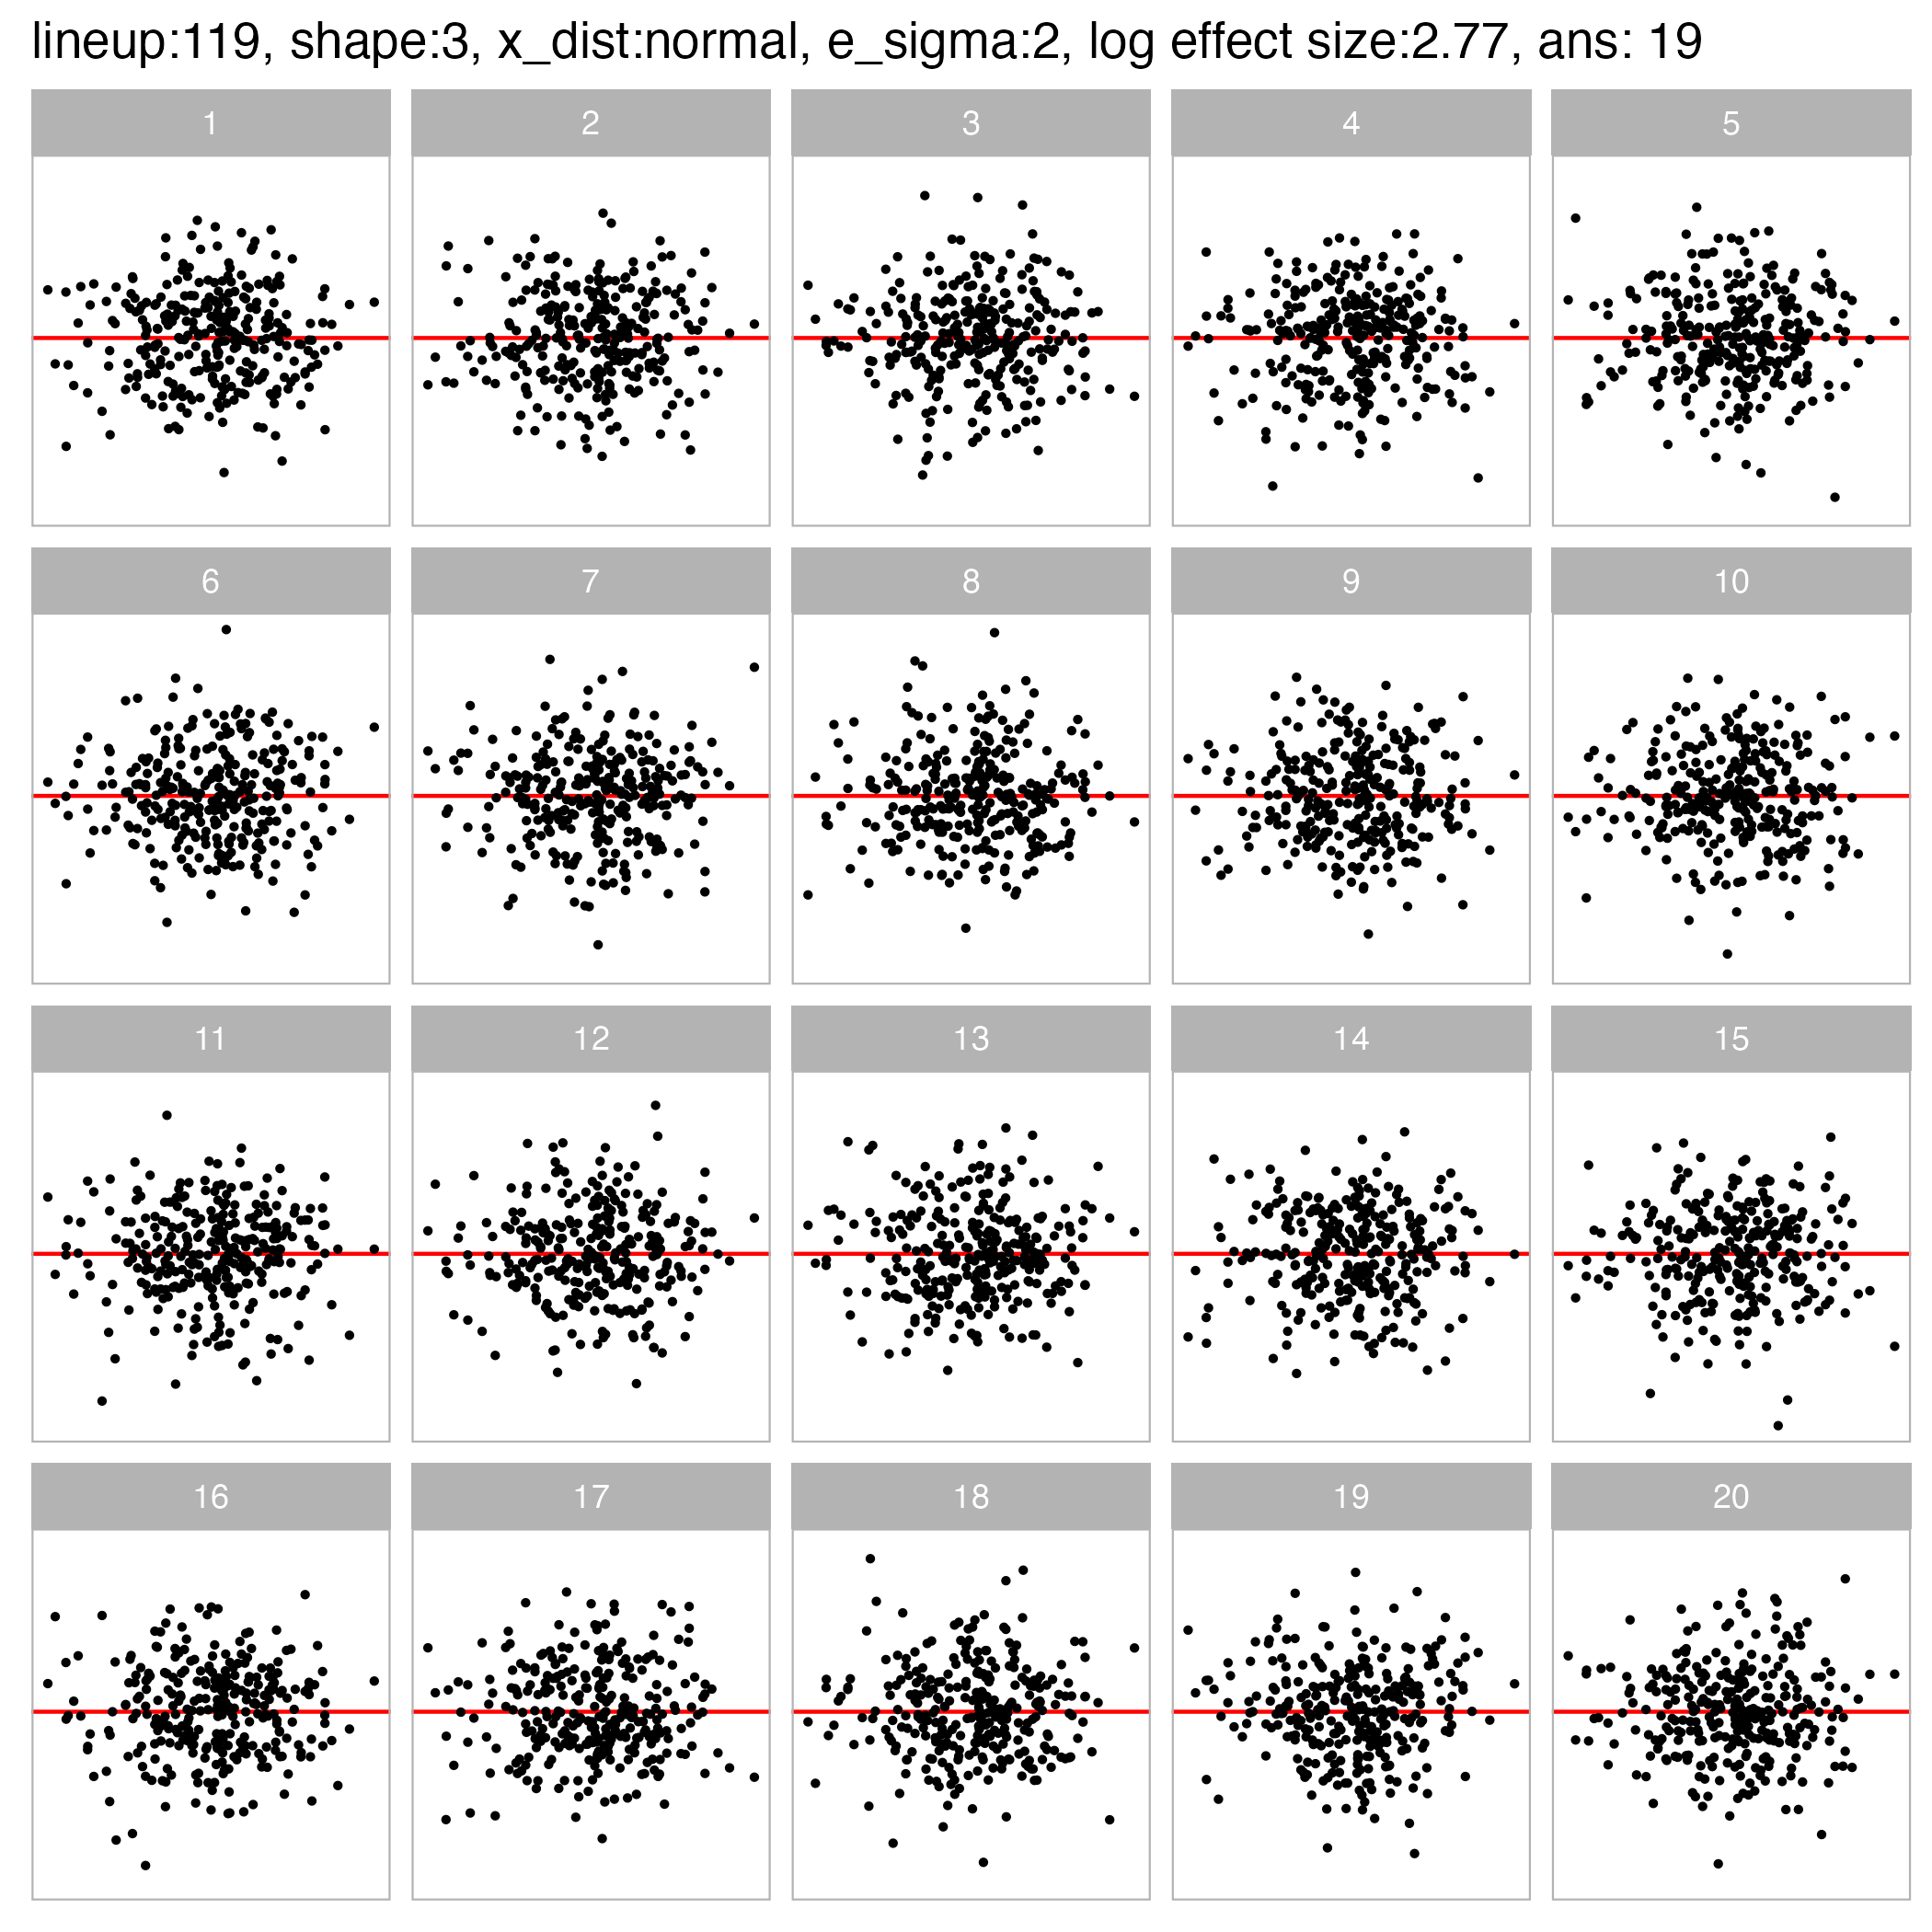 lineup:119, shape:3, x_dist:normal, e_sigma:2, log effect size:2.77, ans: 19
1 2 3 4 5
6 7 8 9 10
11 12 13 14 15
16 17 18 19 20